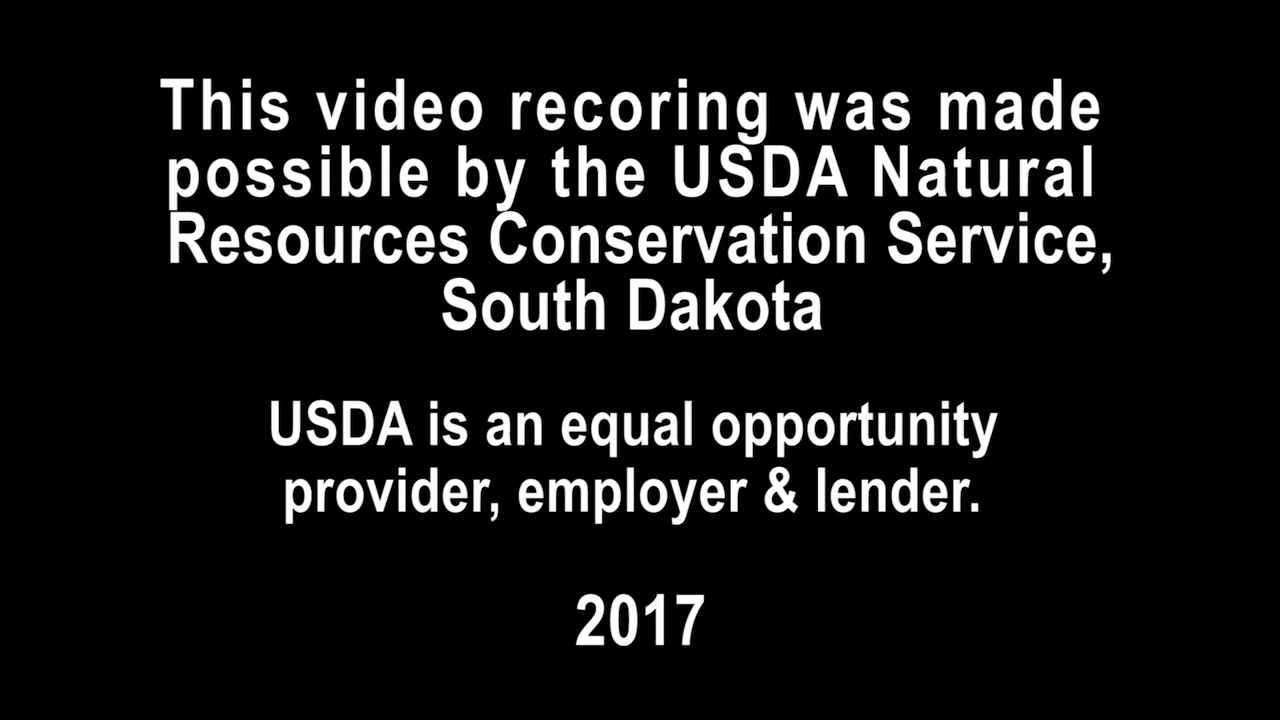 This video recoring was made
possible by the USDA Natural
Resources Conservation Service,
South Dakota
USDA is an equal opportunity
provider, employer & lender.
2017